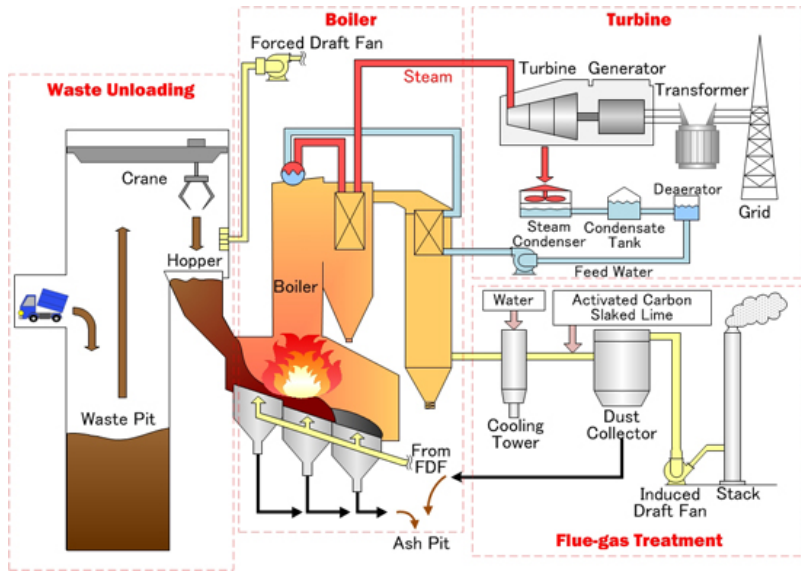 Boiler
Turbine
Forced Draft Fan
Steam
Turbine Generator
Transformer
Waste Unloading
Crane
Deaerator
Steam
Condenser
Condensate
Tank
Grid
Hopper
Feed Water
Boiler
Water
Activated Carbon
Slaked Lime
Waste Pit
Cooling
Tower
Dust
Collector
From
FDF
Induced
Draft Fan
Stack
Ash Pit
Flue-gas Treatment